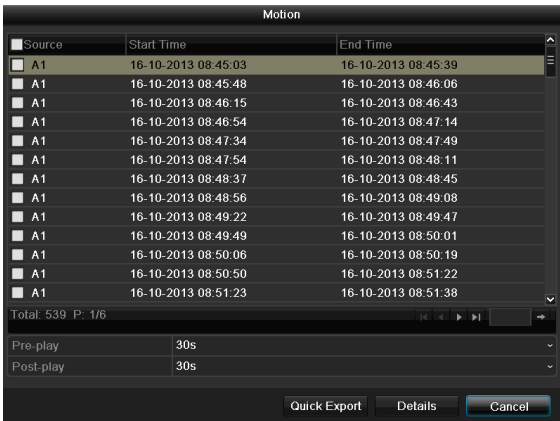 Motion
Source Start Time End Time
A1 16-10-2013 08:45:03 16-10-2013 08:45:39
A1 16-10-2013 08:45:48 16-10-2013 08:46:06
A1 16-10-2013 08:46:15 16-10-2013 08:46:43
A1 16-10-2013 08:46:54 16-10-2013 08:47:14
A1 16-10-2013 08:47:34 16-10-2013 08:47:49
A1 16-10-2013 08:47:54 16-10-2013 08:48:11
A1 16-10-2013 08:48:37 16-10-2013 08:48:45
A1 16-10-2013 08:48:56 16-10-2013 08:49:08
A1 16-10-2013 08:49:22 16-10-2013 08:49:47
A1 16-10-2013 08:49:49 16-10-2013 08:50:01
A1 16-10-2013 08:50:06 16-10-2013 08:50:19
A1 16-10-2013 08:50:50 16-10-2013 08:51:22
A1 16-10-2013 08:51:23 16-10-2013 08:51:38
Total: 539 P: 1/6
Pre-play 30s
Post-play 30s
Quick Export Details Cancel